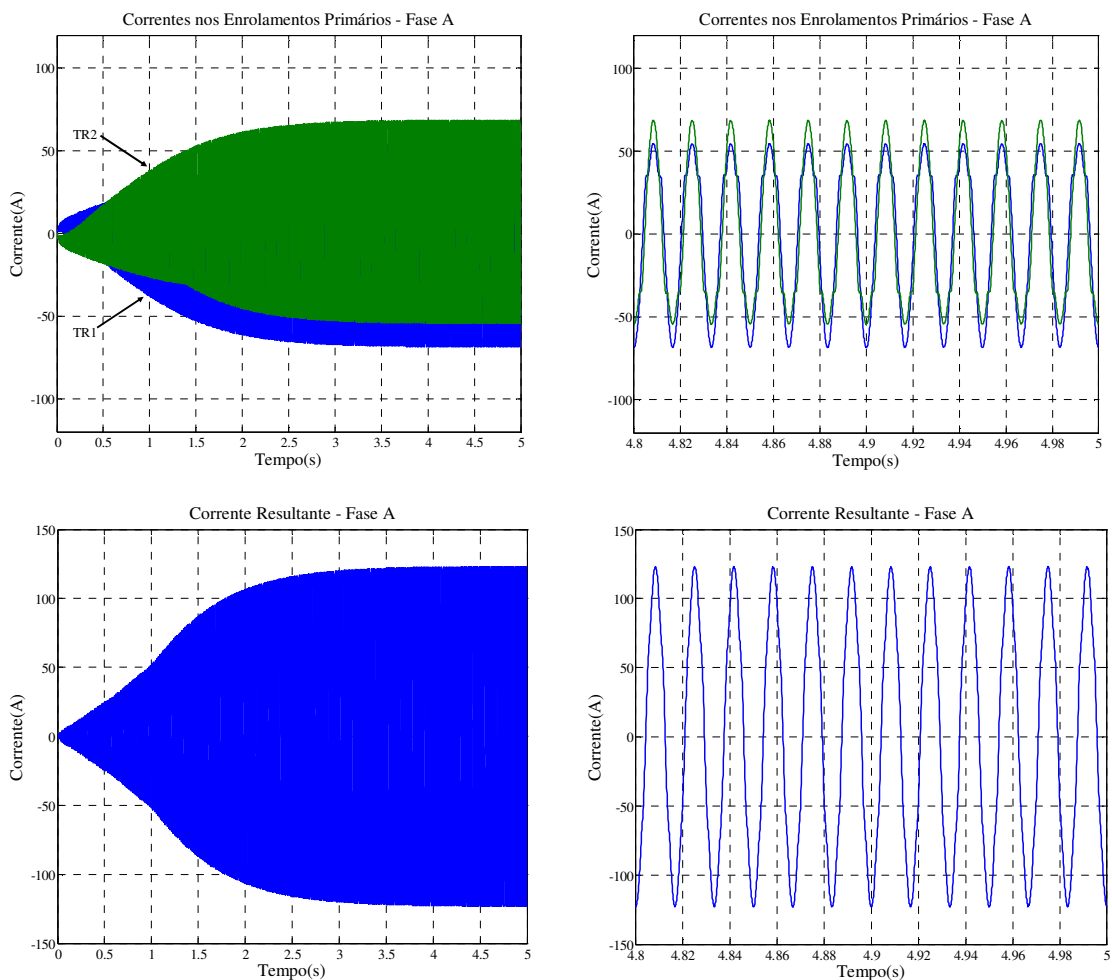 Correntes nos Enrolamentos Primários - Fase A
100
50
0
-50
-100
Corrente(A)
TR2
TR1
0 0.5 1 1.5 2 2.5 3 3.5 4 4.5 5
Tempo(s)
Correntes nos Enrolamentos Primários - Fase A
100
50
0
-50
-100
Corrente(A)
4.8 4.82 4.84 4.86 4.88 4.9 4.92 4.94 4.96 4.98 5
Tempo(s)
Corrente Resultante - Fase A
150
100
50
0
-50
-100
-150
Corrente(A)
0 0.5 1 1.5 2 2.5 3 3.5 4 4.5 5
Tempo(s)
Corrente Resultante - Fase A
150
100
50
0
-50
-100
-150
Corrente(A)
4.8 4.82 4.84 4.86 4.88 4.9 4.92 4.94 4.96 4.98 5
Tempo(s)